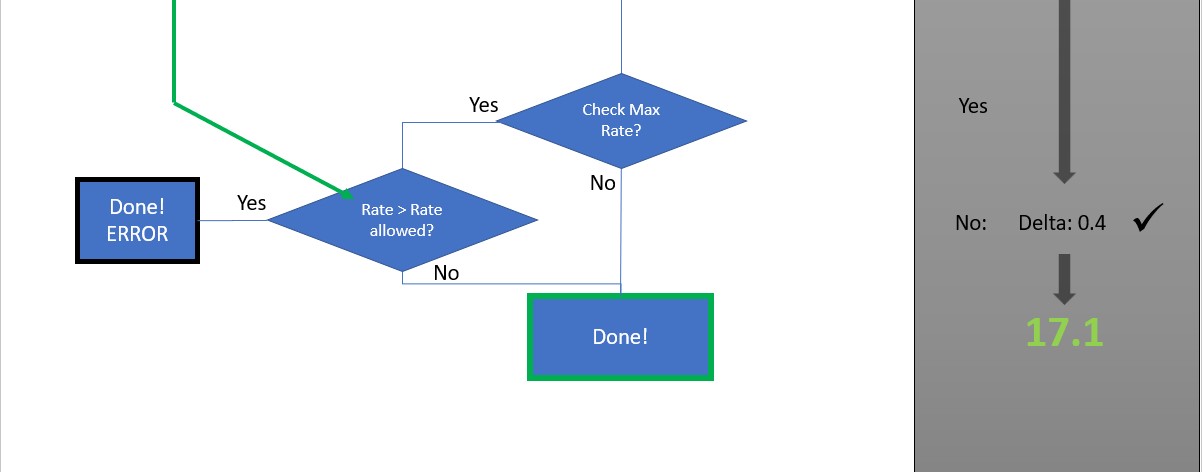 Yes
Check Max
Rate?
Yes
No
Yes
Done!
ERROR
Rate > Rate
allowed?
No: Delta: 0.4 ✓
No
Done!
17.1